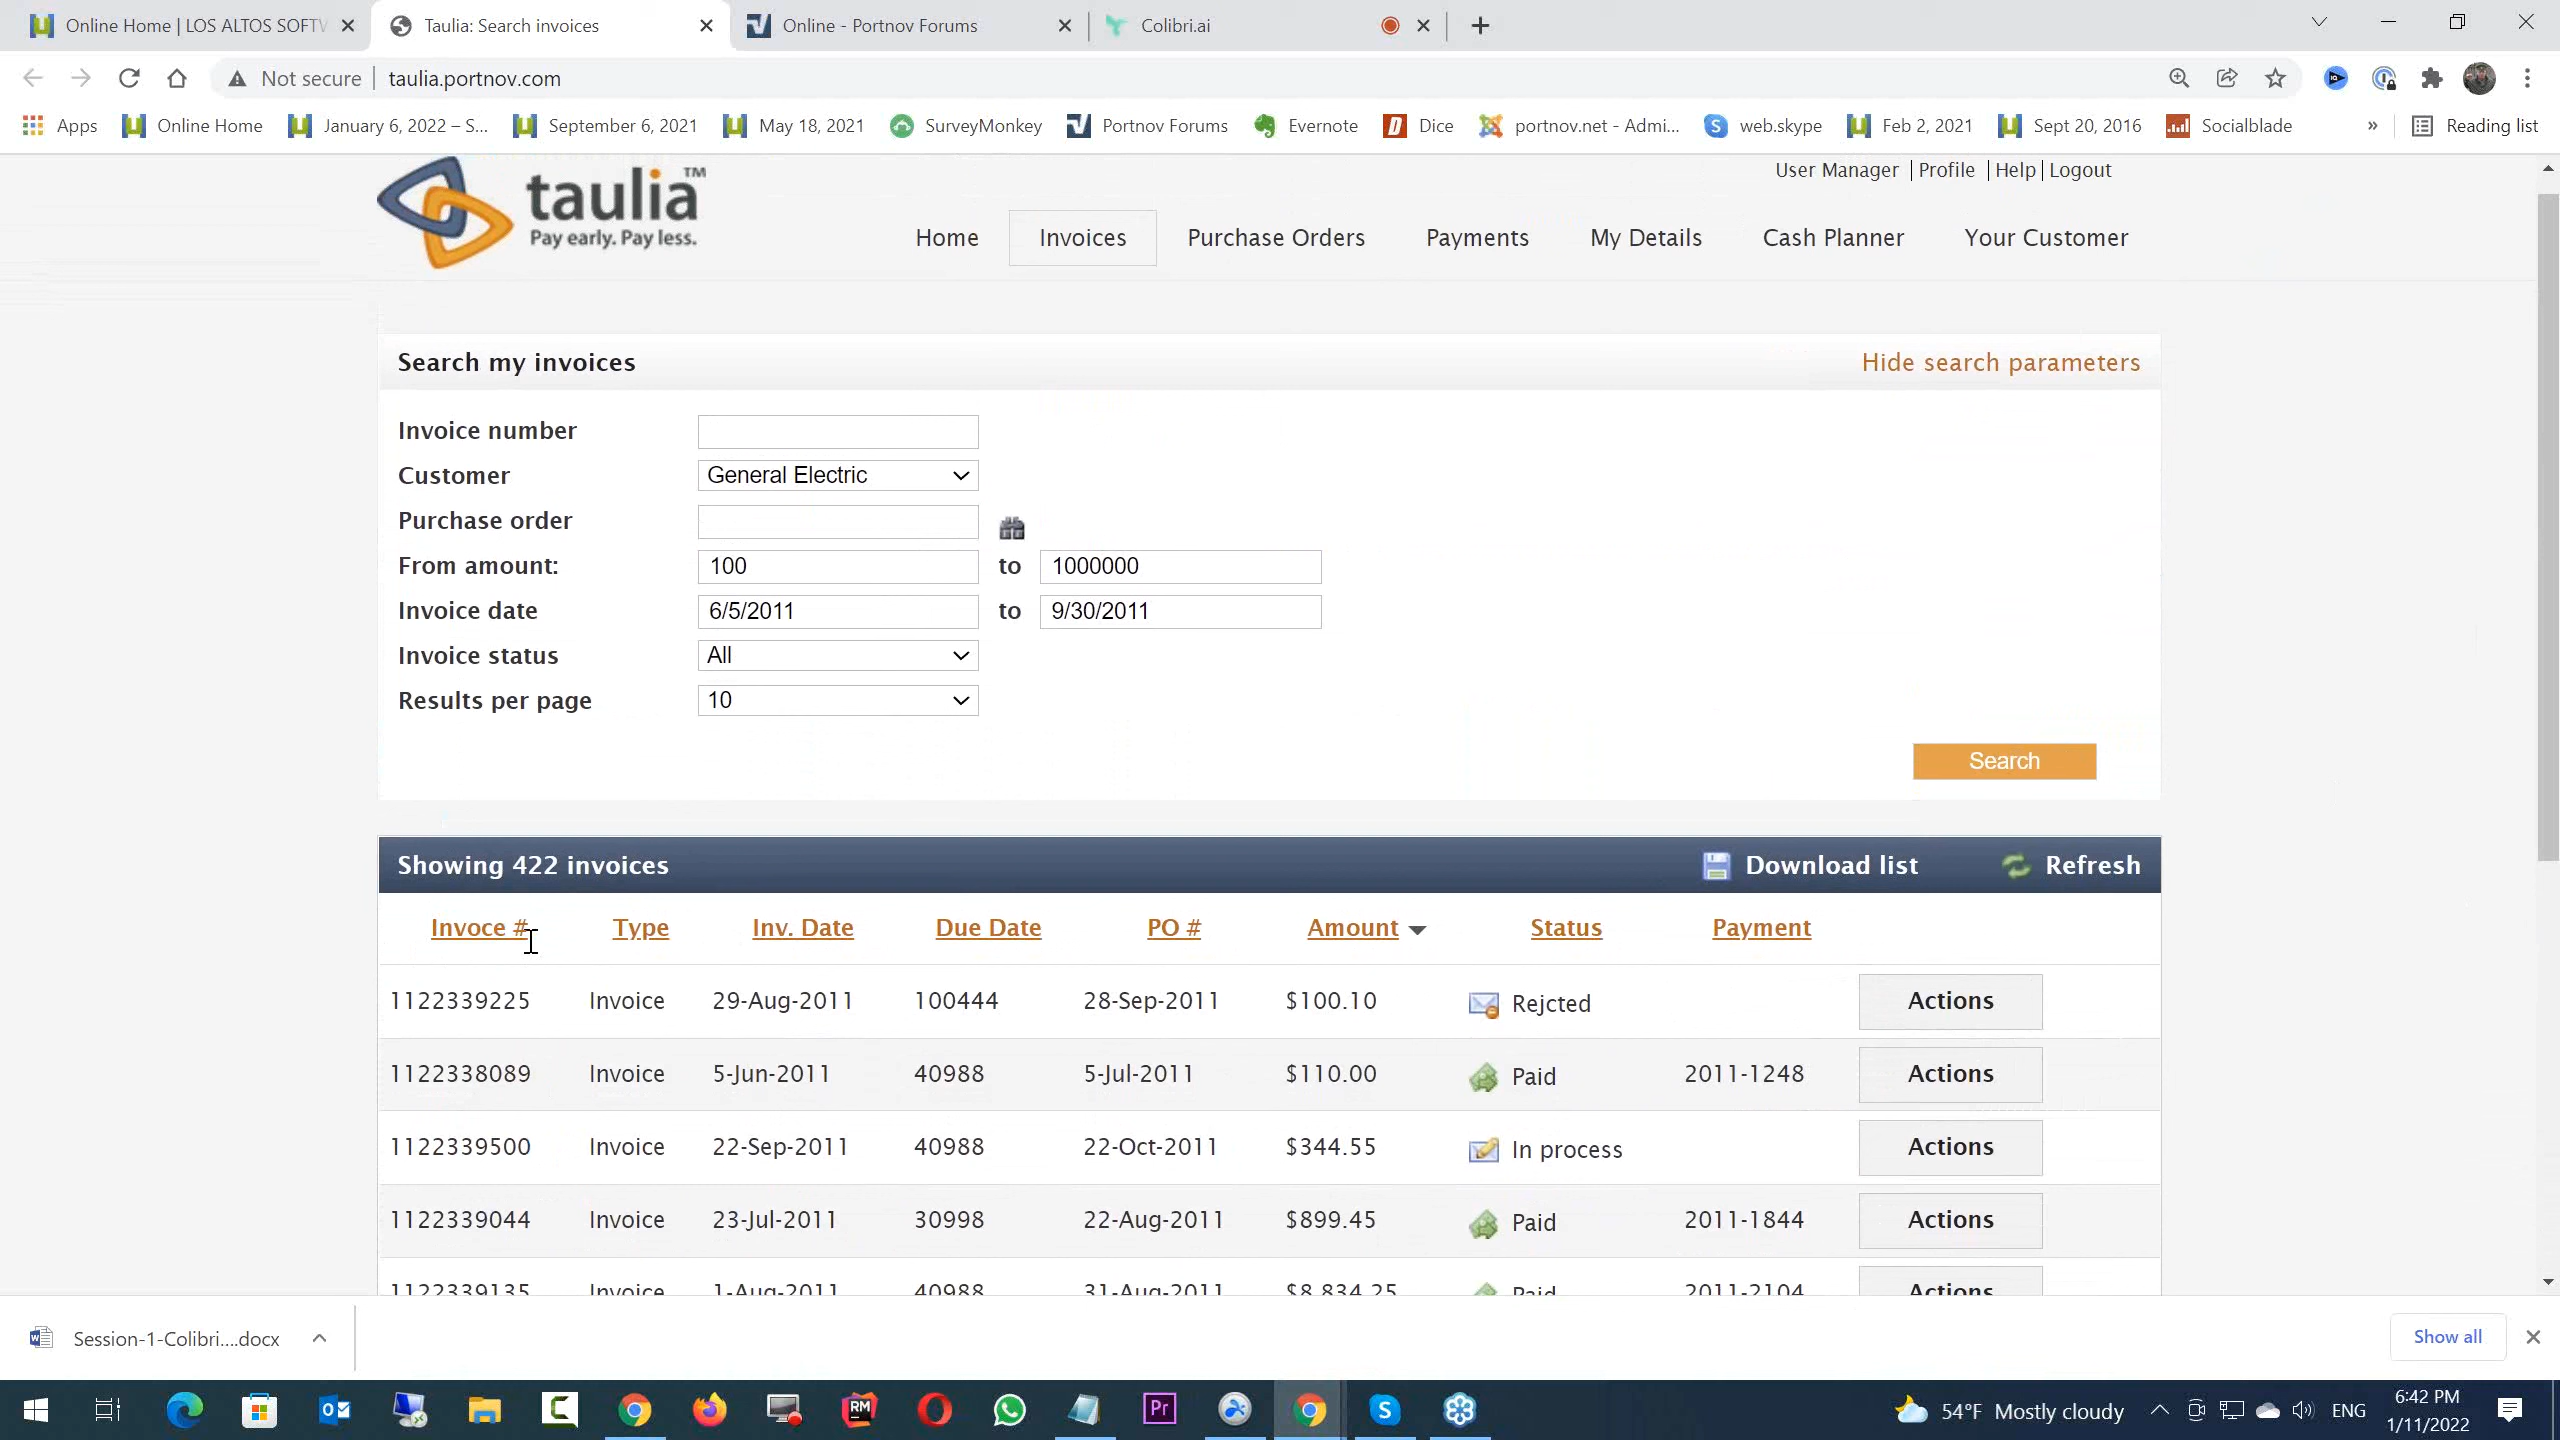 Online Home | LOS ALTOS SOFTW
Taulia: Search invoices
Online - Portnov Forums
Colibri.ai
Not secure
taulia.portnov.com
Apps
Online Home
January 6, 2022 – S...
September 6, 2021
May 18, 2021
SurveyMonkey
Portnov Forums
Evernote
Dice
portnov.net - Admi...
web.skype
Feb 2, 2021
Sept 20, 2016
Socialblade
»
Reading list
taulia™
Pay early. Pay less.
User Manager | Profile | Help | Logout
Home Invoices Purchase Orders Payments My Details Cash Planner Your Customer
Search my invoices
Hide search parameters
Invoice number
Customer General Electric
Purchase order
From amount: 100 to 1000000
Invoice date 6/5/2011 to 9/30/2011
Invoice status All
Results per page 10
Search
Showing 422 invoices
Download list
Refresh
Invoce # Type Inv. Date Due Date PO # Amount Status Payment
1122339225 Invoice 29-Aug-2011 100444 28-Sep-2011 $100.10 Rejcted Actions
1122338089 Invoice 5-Jun-2011 40988 5-Jul-2011 $110.00 Paid 2011-1248 Actions
1122339500 Invoice 22-Sep-2011 40988 22-Oct-2011 $344.55 In process Actions
1122339044 Invoice 23-Jul-2011 30998 22-Aug-2011 $899.45 Paid 2011-1844 Actions
1122339135 Invoice 1-Aug-2011 40988 31-Aug-2011 $8,834.25 Paid 2011-2104 Actions
Session-1-Colibri....docx
Show all
54°F Mostly cloudy
ENG
6:42 PM
1/11/2022